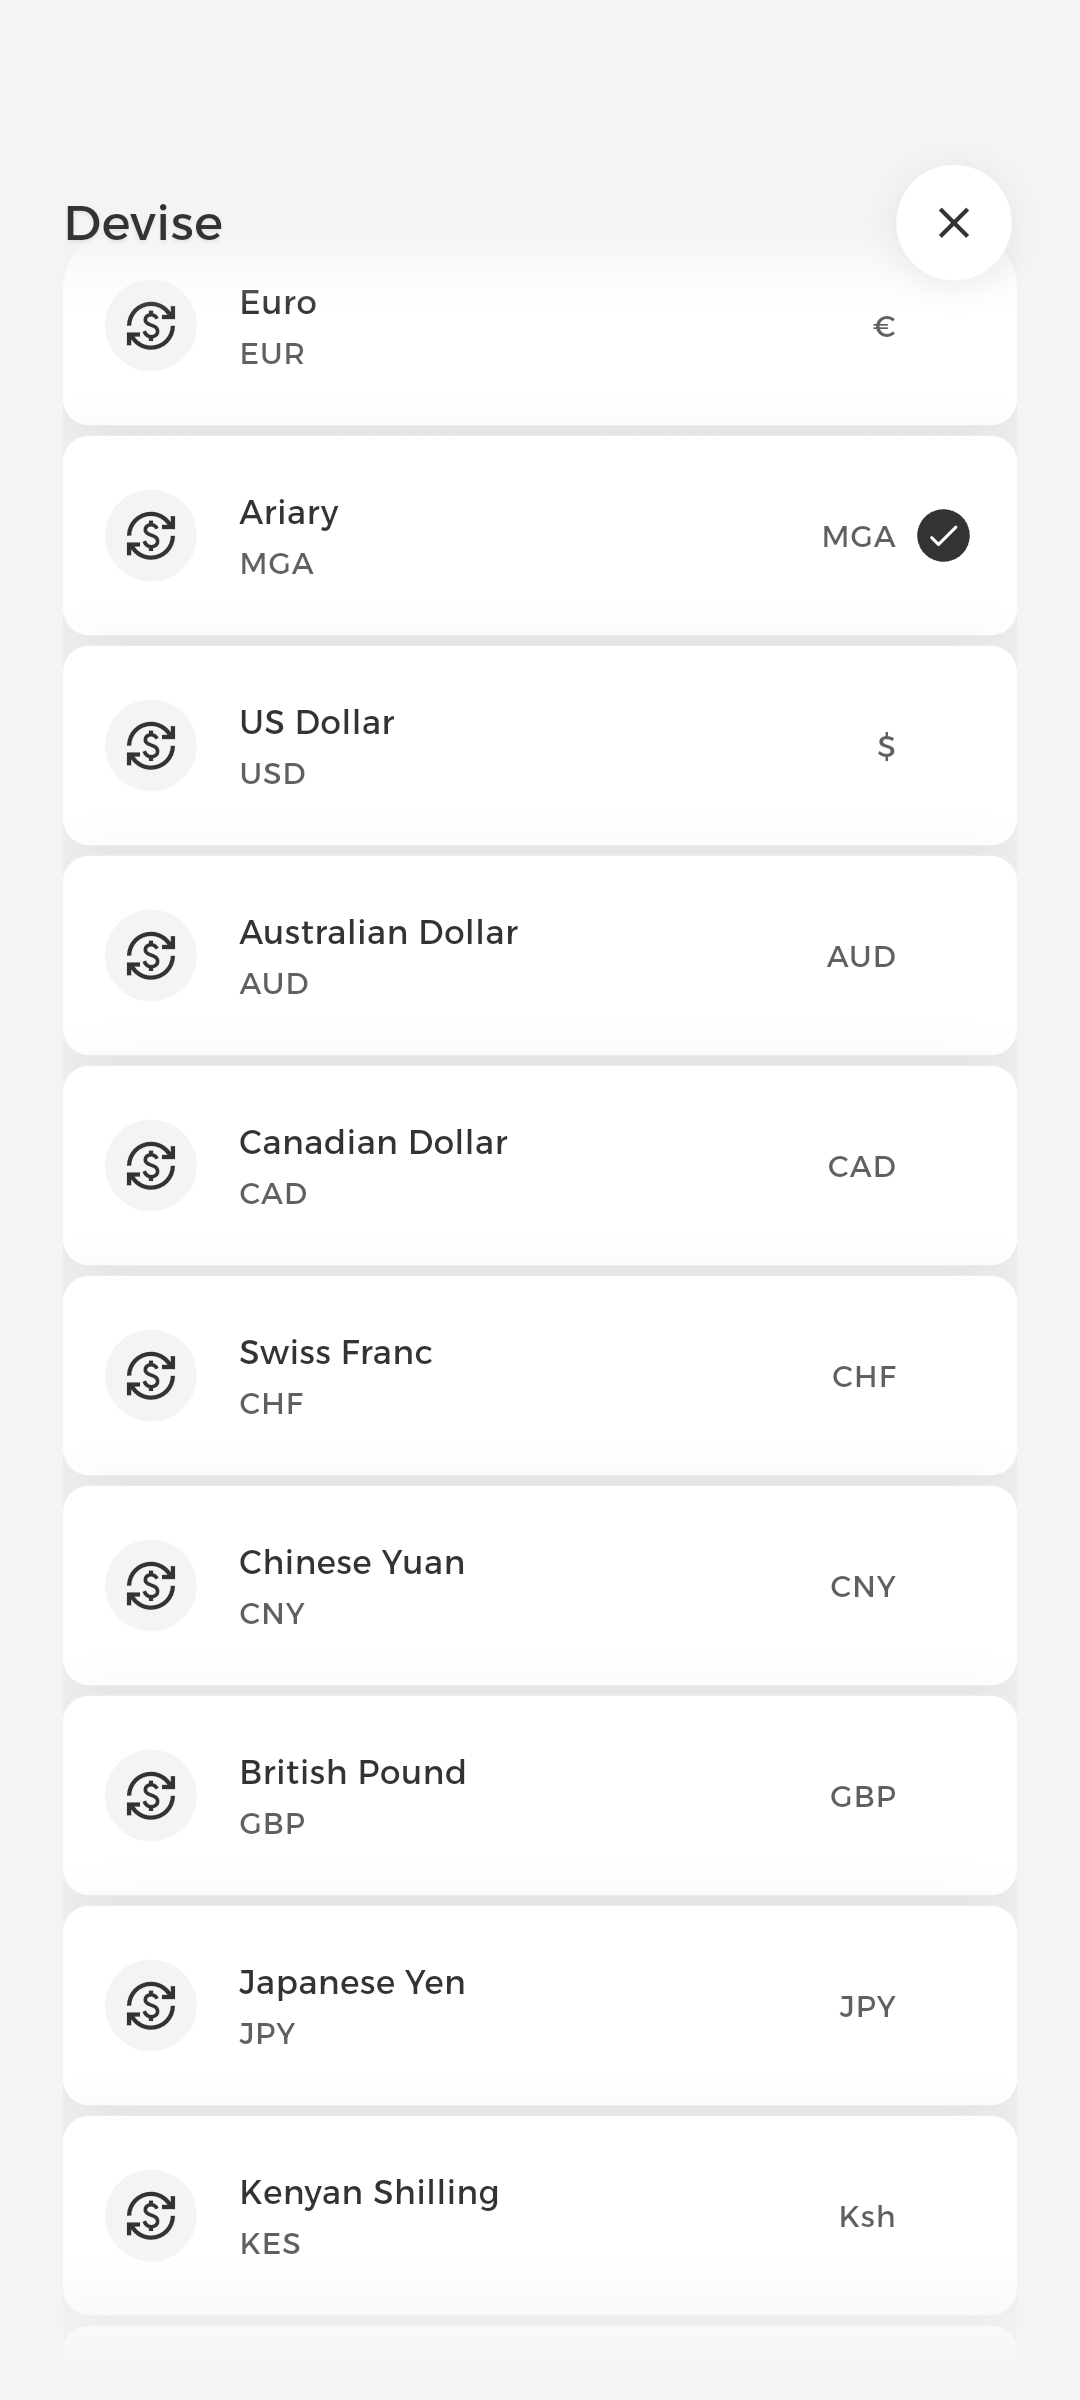 Devise
Euro
EUR
€
Ariary
MGA
MGA
US Dollar
USD
$
Australian Dollar
AUD
AUD
Canadian Dollar
CAD
CAD
Swiss Franc
CHF
CHF
Chinese Yuan
CNY
CNY
British Pound
GBP
GBP
Japanese Yen
JPY
JPY
Kenyan Shilling
KES
Ksh